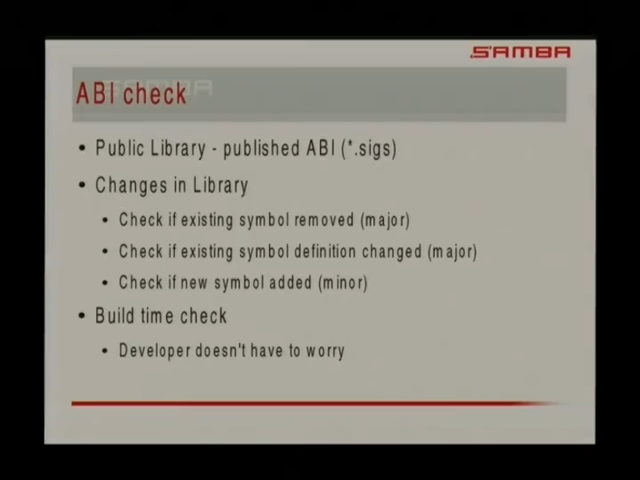 SAMBA
ABI check
• Public Library - published ABI (*.sigs)
• Changes in Library
• Check if existing symbol removed (major)
• Check if existing symbol definition changed (major)
• Check if new symbol added (minor)
• Build time check
• Developer doesn't have to worry